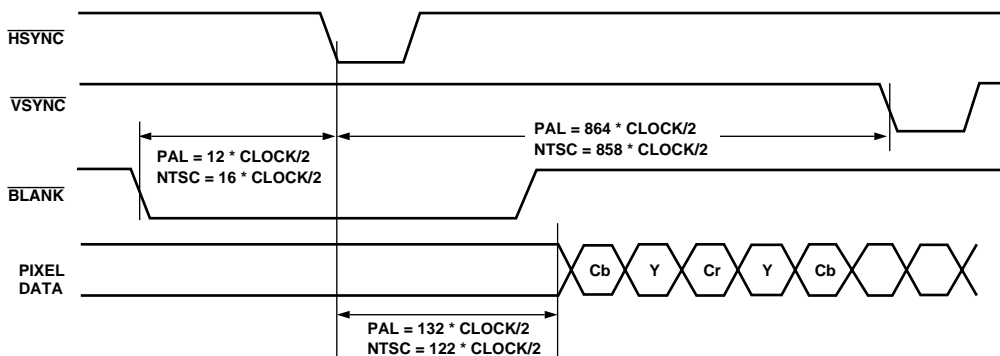 HSYNC
VSYNC
PAL = 864 * CLOCK/2
NTSC = 858 * CLOCK/2
PAL = 12 * CLOCK/2
NTSC = 16 * CLOCK/2
BLANK
PIXEL
DATA
Cb Y Cr Y Cb
PAL = 132 * CLOCK/2
NTSC = 122 * CLOCK/2